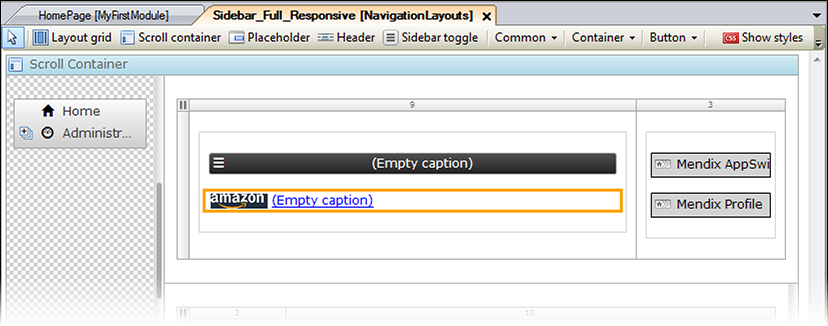 HomePage [MyFirstModule] Sidebar_Full_Responsive [NavigationLayouts]
Layout grid Scroll container Placeholder Header Sidebar toggle Common Container Button CSS Show styles
Scroll Container
9 3
Home
Administr...
(Empty caption) Mendix AppSwi
amazon (Empty caption) Mendix Profile
2 10